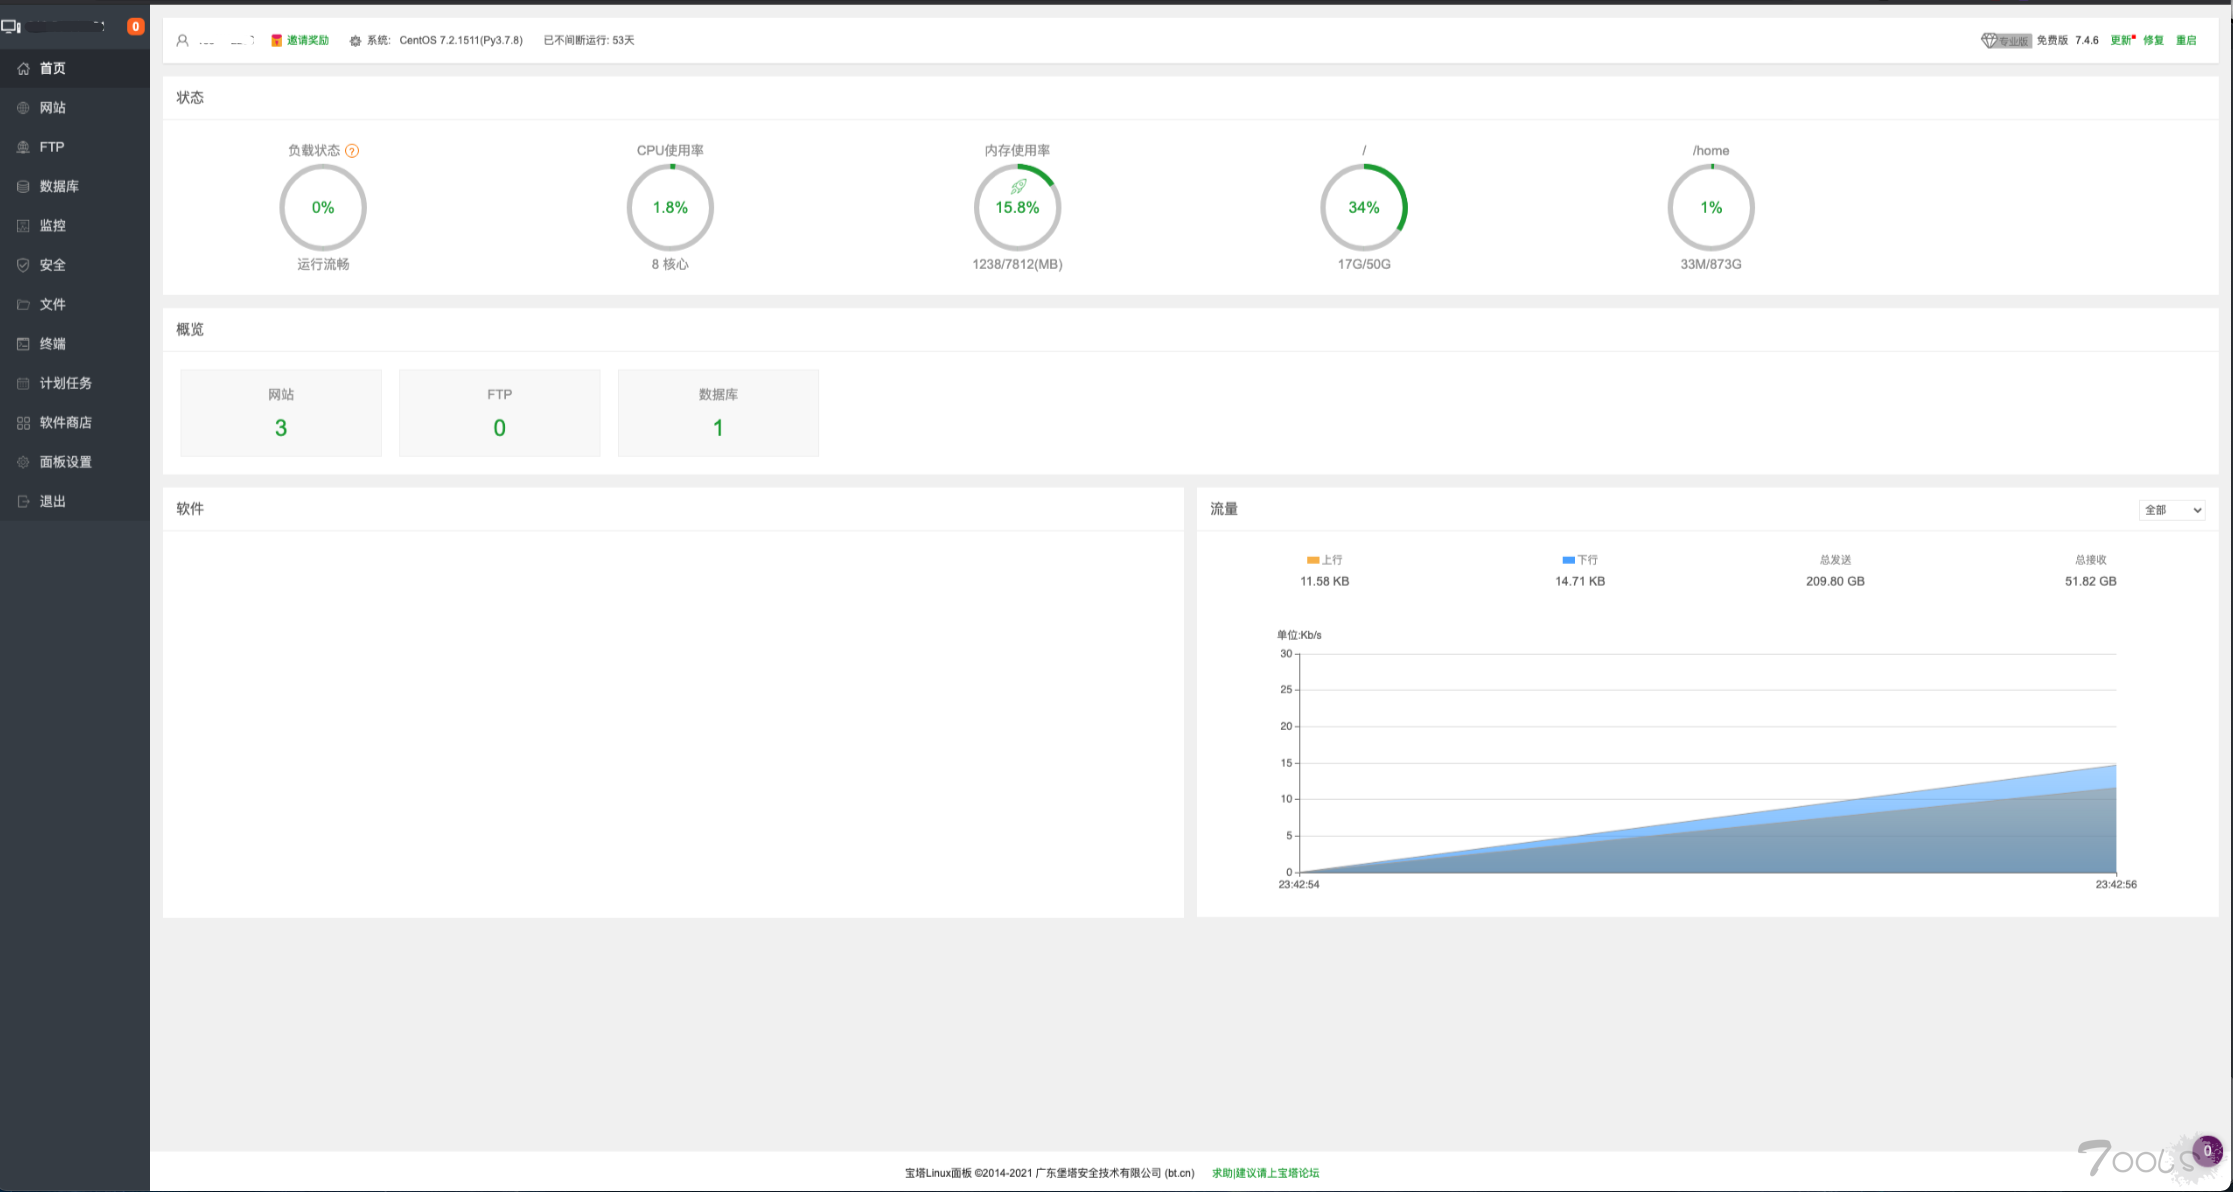 0
邀请奖励 系统: CentOS 7.2.1511(Py3.7.8) 已不间断运行: 53天
专业版 免费版 7.4.6 更新 修复 重启
首页
网站
FTP
数据库
监控
安全
文件
终端
计划任务
软件商店
面板设置
退出
状态
负载状态 ?
0%
运行流畅
CPU使用率
1.8%
8 核心
内存使用率
15.8%
1238/7812(MB)
/
34%
17G/50G
/home
1%
33M/873G
概览
网站
3
FTP
0
数据库
1
软件
流量
全部
上行
11.58 KB
下行
14.71 KB
总发送
209.80 GB
总接收
51.82 GB
单位:Kb/s
30
25
20
15
10
5
0
23:42:54
23:42:56
宝塔Linux面板 ©2014-2021 广东堡塔安全技术有限公司 (bt.cn) 求助|建议请上宝塔论坛
7ools
0